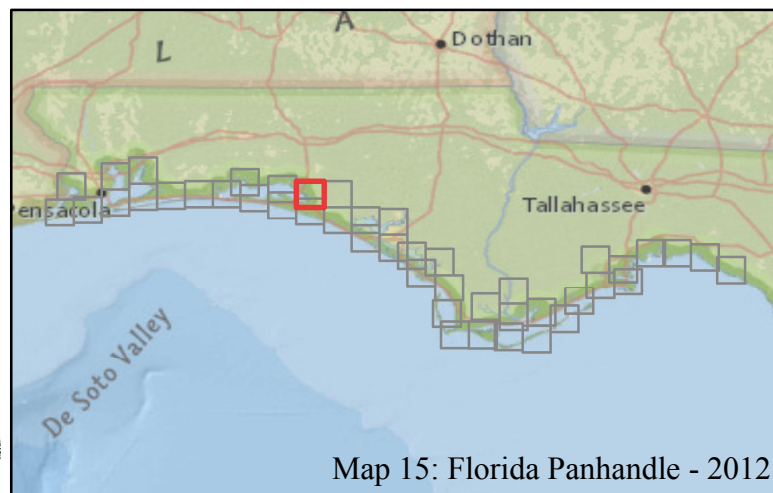 L
A
Dothan
Pensacola
Tallahassee
De Soto Valley
Map 15: Florida Panhandle - 2012